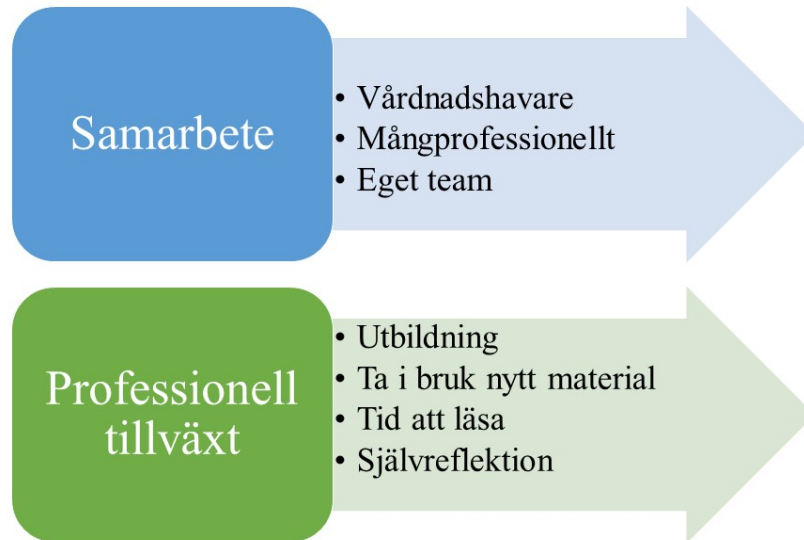 Samarbete
• Vårdnadshavare
• Mångprofessionellt
• Eget team
Professionell
tillväxt
• Utbildning
• Ta i bruk nytt material
• Tid att läsa
• Självreflektion